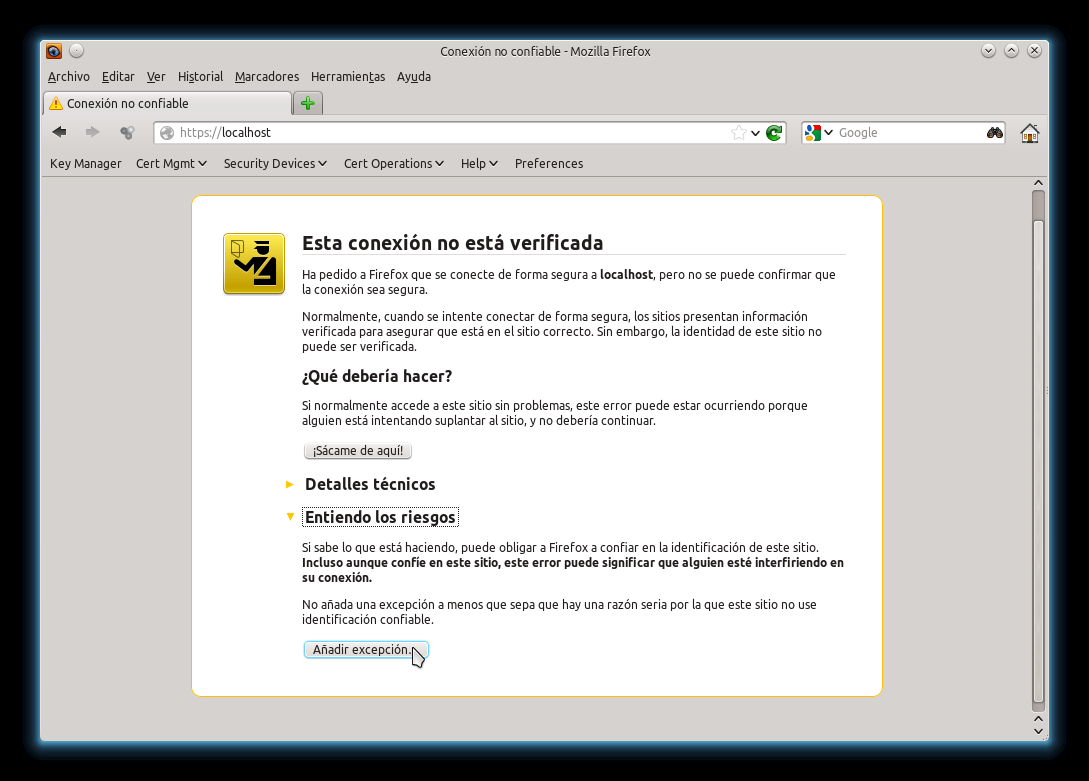 Conexión no confiable - Mozilla Firefox
Archivo Editar Ver Historial Marcadores Herramientas Ayuda
Conexión no confiable
https://localhost
Google
Key Manager Cert Mgmt Security Devices Cert Operations Help Preferences
Esta conexión no está verificada
Ha pedido a Firefox que se conecte de forma segura a localhost, pero no se puede confirmar que
la conexión sea segura.
Normalmente, cuando se intente conectar de forma segura, los sitios presentan información
verificada para asegurar que está en el sitio correcto. Sin embargo, la identidad de este sitio no
puede ser verificada.
¿Qué debería hacer?
Si normalmente accede a este sitio sin problemas, este error puede estar ocurriendo porque
alguien está intentando suplantar al sitio, y no debería continuar.
¡Sácame de aquí!
Detalles técnicos
Entiendo los riesgos
Si sabe lo que está haciendo, puede obligar a Firefox a confiar en la identificación de este sitio.
Incluso aunque confíe en este sitio, este error puede significar que alguien esté interfiriendo en
su conexión.
No añada una excepción a menos que sepa que hay una razón seria por la que este sitio no use
identificación confiable.
Añadir excepción..